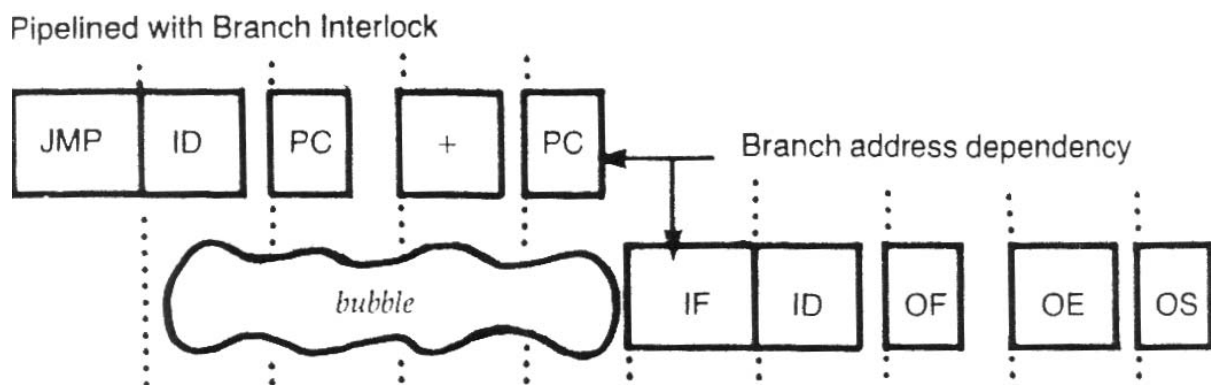 Pipelined with Branch Interlock
JMP ID PC + PC
Branch address dependency
bubble
IF ID OF OE OS